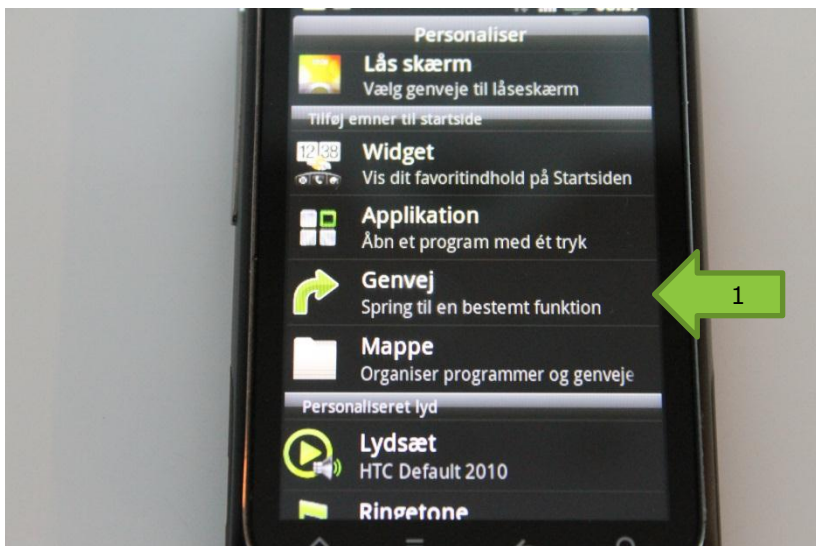 Personaliser
Lås skærm
Vælg genveje til låseskærm
Tilføj emner til startside
12 38
Widget
Vis dit favoritindhold på Startsiden
Applikation
Åbn et program med ét tryk
Genvej
Spring til en bestemt funktion
1
Mappe
Organiser programmer og genveje
Personaliseret lyd
Lydsæt
HTC Default 2010
Ringetone